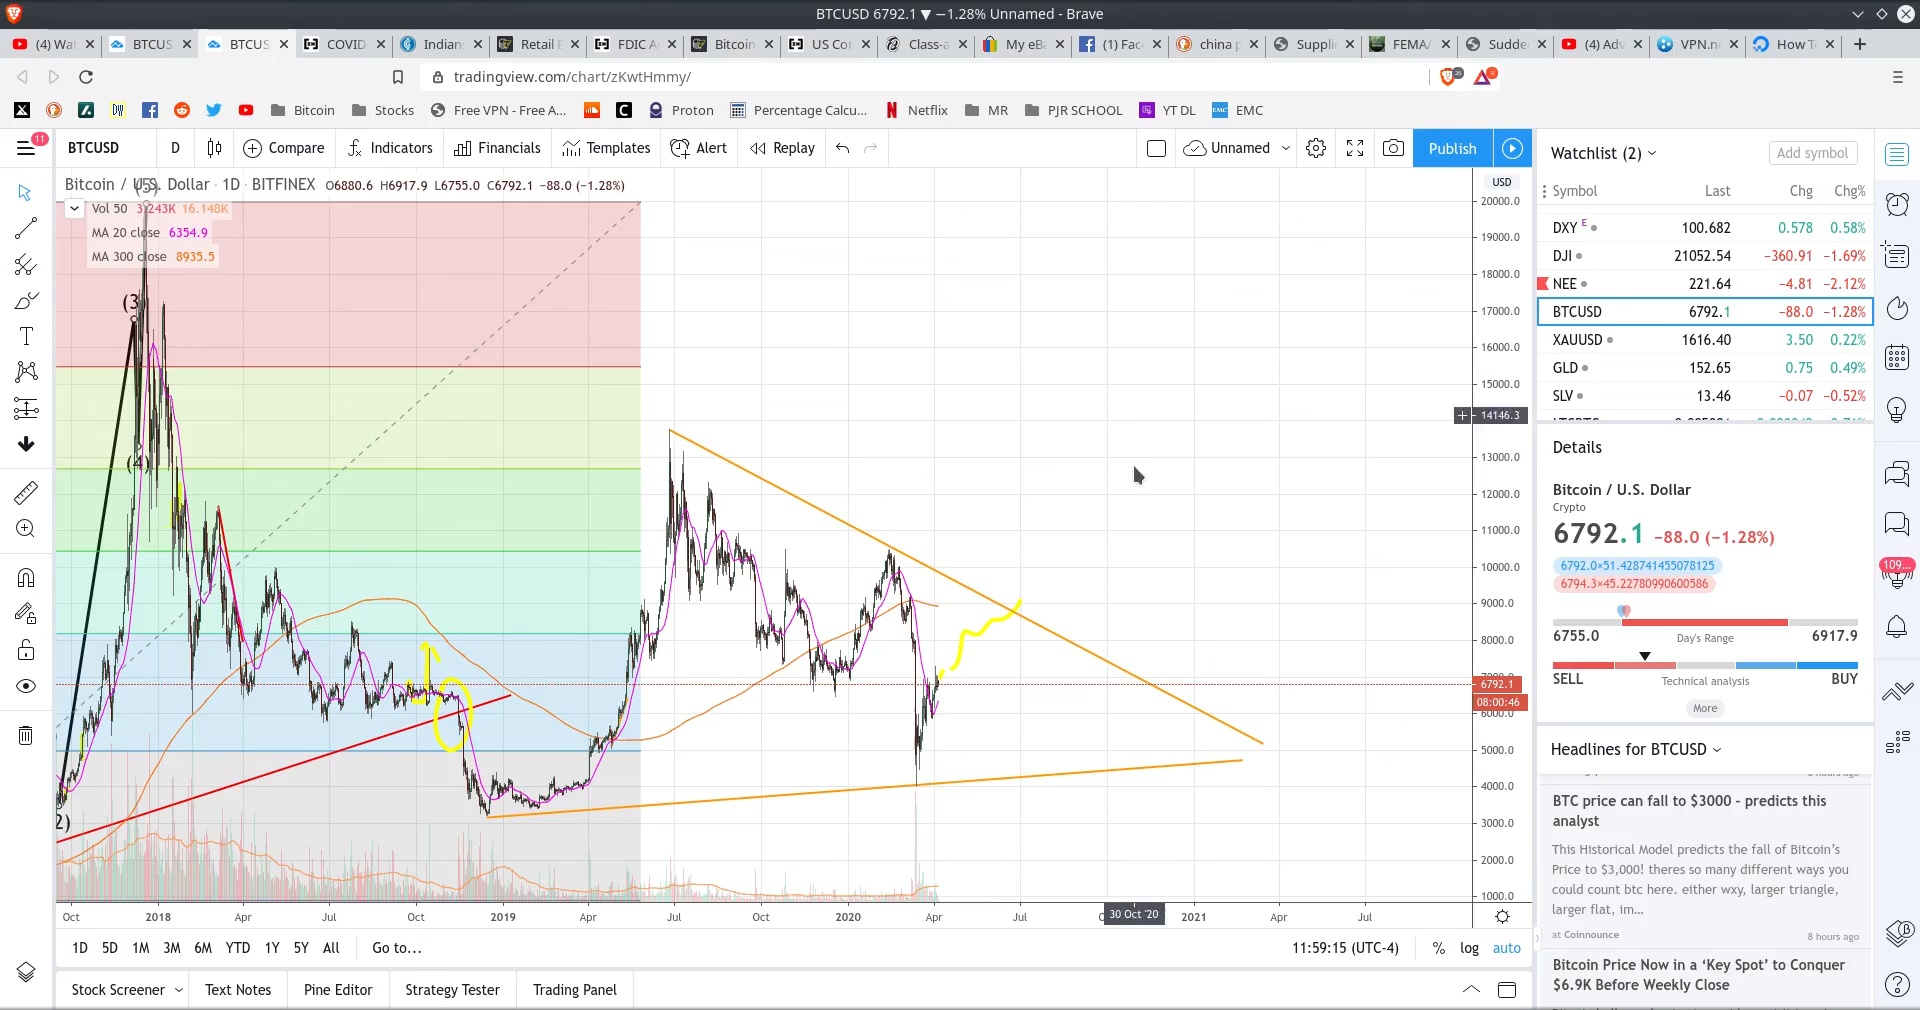 BTCUSD 6792.1 ▼ −1.28% Unnamed - Brave
(4) Wat
BTCUS
BTCUS
COVID
Indian
Retail E
FDIC A
Bitcoin
US Co
Class-a
My eB
(1) Fac
china p
Suppli
FEMA/
Sudde
(4) Adv
VPN.n
How T
tradingview.com/chart/zKwtHmmy/
Bitcoin
Stocks
Free VPN - Free A...
Proton
Percentage Calcu...
Netflix
MR
PJR SCHOOL
YT DL
EMC
11
BTCUSD
D
Compare
Indicators
Financials
Templates
Alert
Replay
Unnamed
Publish
Bitcoin / U.S. Dollar · 1D · BITFINEX O6880.6 H6917.9 L6755.0 C6792.1 −88.0 (−1.28%)
Vol 50 3.243K 16.148K
MA 20 close 6354.9
MA 300 close 8935.5
(5)
(3
(4)
2)
USD
20000.0
19000.0
18000.0
17000.0
16000.0
15000.0
14146.3
13000.0
12000.0
11000.0
10000.0
9000.0
8000.0
6792.1
08:00:46
6000.0
5000.0
4000.0
3000.0
2000.0
1000.0
Oct 2018 Apr Jul Oct 2019 Apr Jul Oct 2020 Apr Jul 30 Oct '20 2021 Apr Jul
1D 5D 1M 3M 6M YTD 1Y 5Y All Go to...
11:59:15 (UTC-4) % log auto
Stock Screener Text Notes Pine Editor Strategy Tester Trading Panel
Watchlist (2)
Add symbol
Symbol Last Chg Chg%
DXY E 100.682 0.578 0.58%
DJI 21052.54 −360.91 −1.69%
NEE 221.64 −4.81 −2.12%
BTCUSD 6792.1 −88.0 −1.28%
XAUUSD 1616.40 3.50 0.22%
GLD 152.65 0.75 0.49%
SLV 13.46 −0.07 −0.52%
Details
Bitcoin / U.S. Dollar
Crypto
6792.1 −88.0 (−1.28%)
6792.0×51.428741455078125
6794.3×45.22780990600586
6755.0 Day's Range 6917.9
SELL Technical analysis BUY
More
109...
Headlines for BTCUSD
BTC price can fall to $3000 - predicts this
analyst
This Historical Model predicts the fall of Bitcoin's
Price to $3,000! theres so many different ways you
could count btc here. either wxy, larger triangle,
larger flat, im...
at Coinnounce 8 hours ago
Bitcoin Price Now in a ‘Key Spot’ to Conquer
$6.9K Before Weekly Close